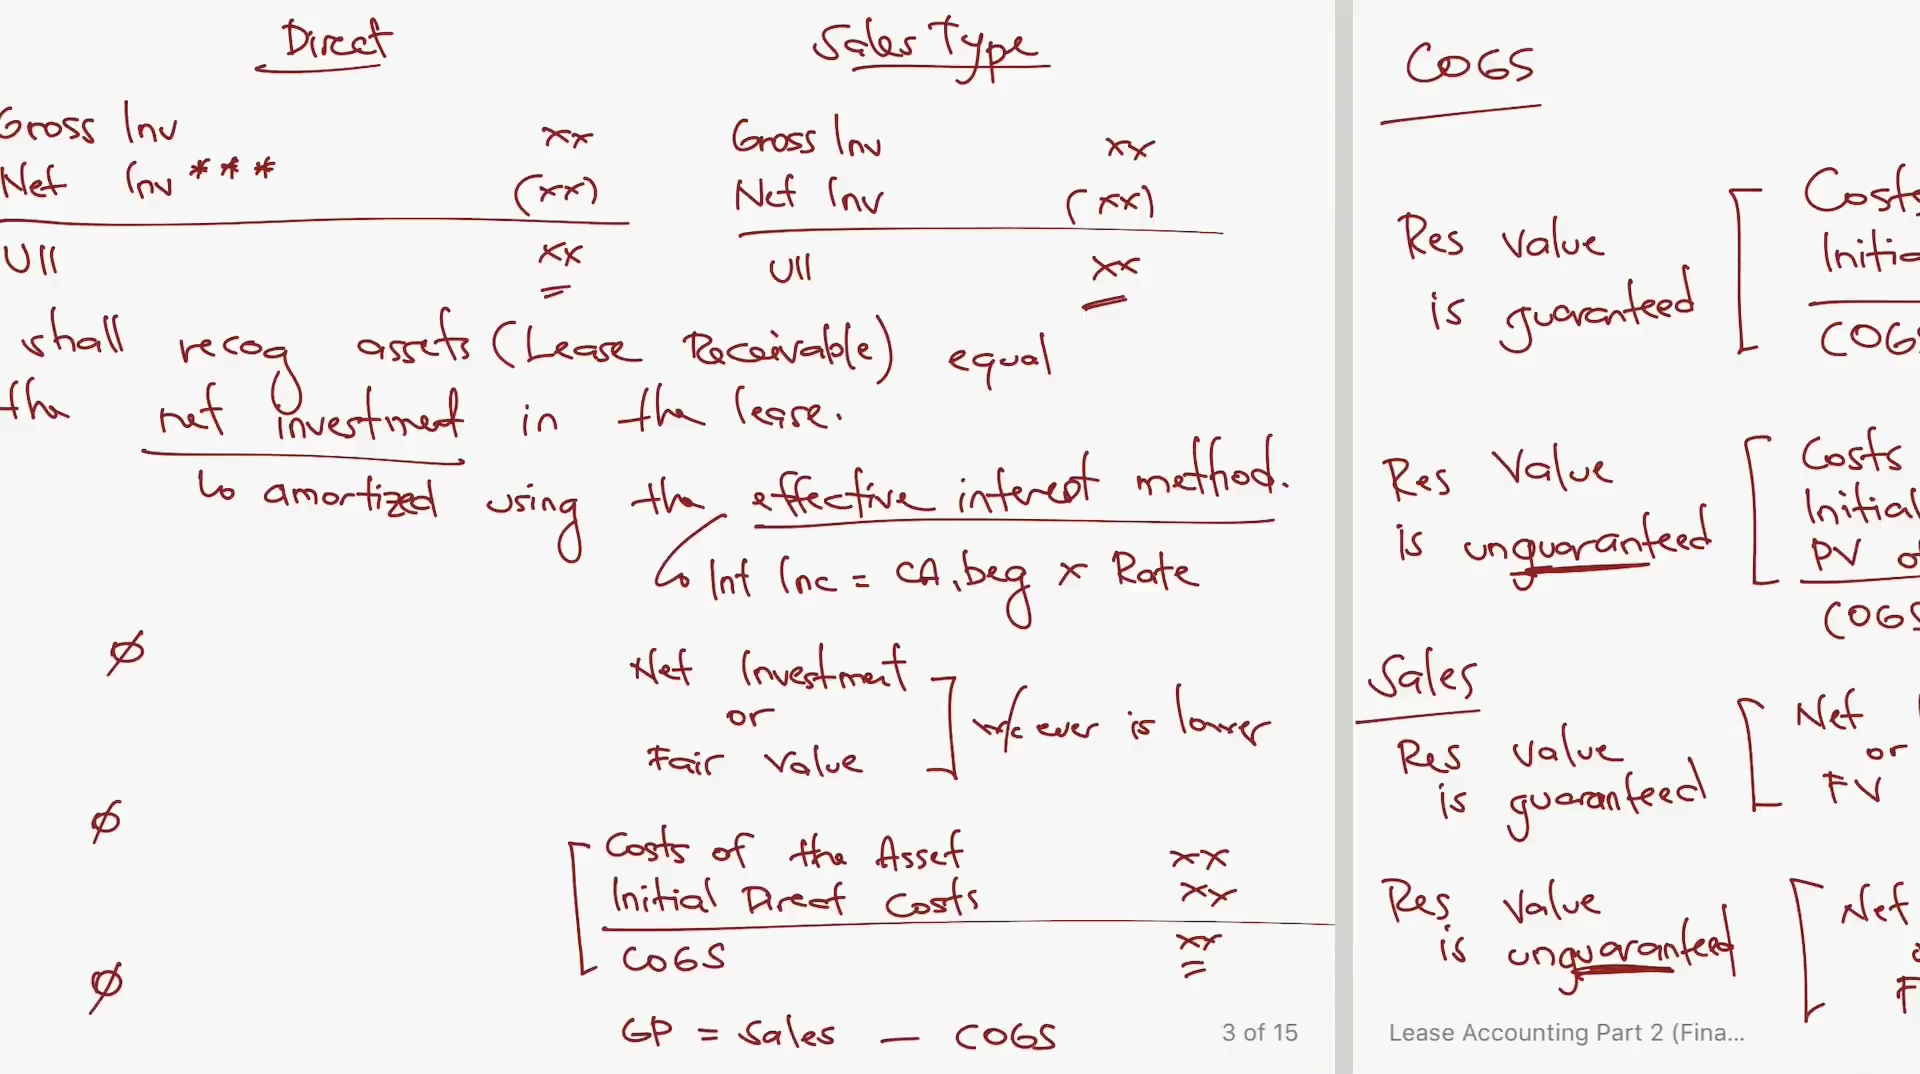 Direct
Gross Inv xx
Net Inv *** (xx)
UII xx
Sales Type
Gross Inv xx
Net Inv (xx)
UII xx
shall recog assets (Lease Receivable) equal
the net investment in the lease.
↳ amortized using the effective interest method.
↳ Int Inc = CA, beg x Rate
Ø
Net Investment
or
Fair Value
w/c ever is lower
Ø
Costs of the Asset xx
Initial Direct Costs xx
COGS xx
Ø
GP = Sales - COGS
3 of 15
COGS
Res Value
is guaranteed
Costs
Initia
COGS
Res Value
is unguaranteed
Costs
Initial
PV o
COGS
Sales
Res Value
is guaranteed
Net
or
FV
Res Value
is unguaranteed
Net
F
Lease Accounting Part 2 (Fina...